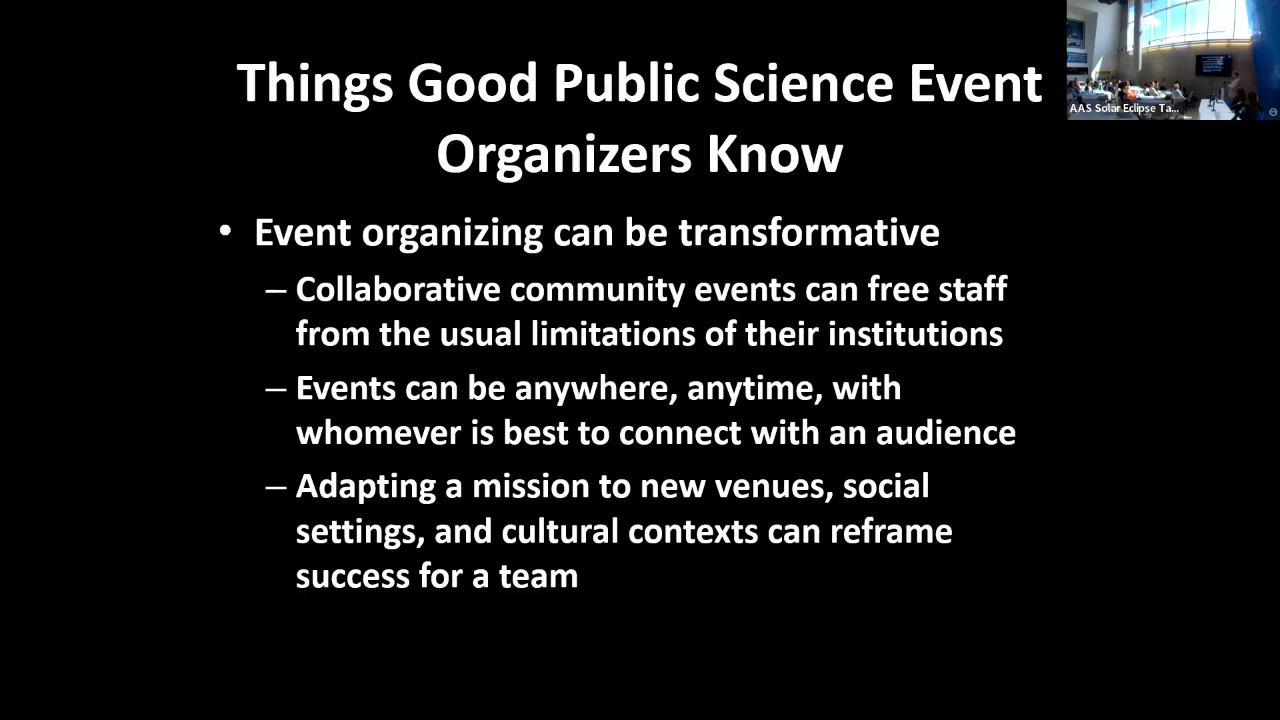 Things Good Public Science Event
Organizers Know
• Event organizing can be transformative
– Collaborative community events can free staff
from the usual limitations of their institutions
– Events can be anywhere, anytime, with
whomever is best to connect with an audience
– Adapting a mission to new venues, social
settings, and cultural contexts can reframe
success for a team
AAS Solar Eclipse Ta...